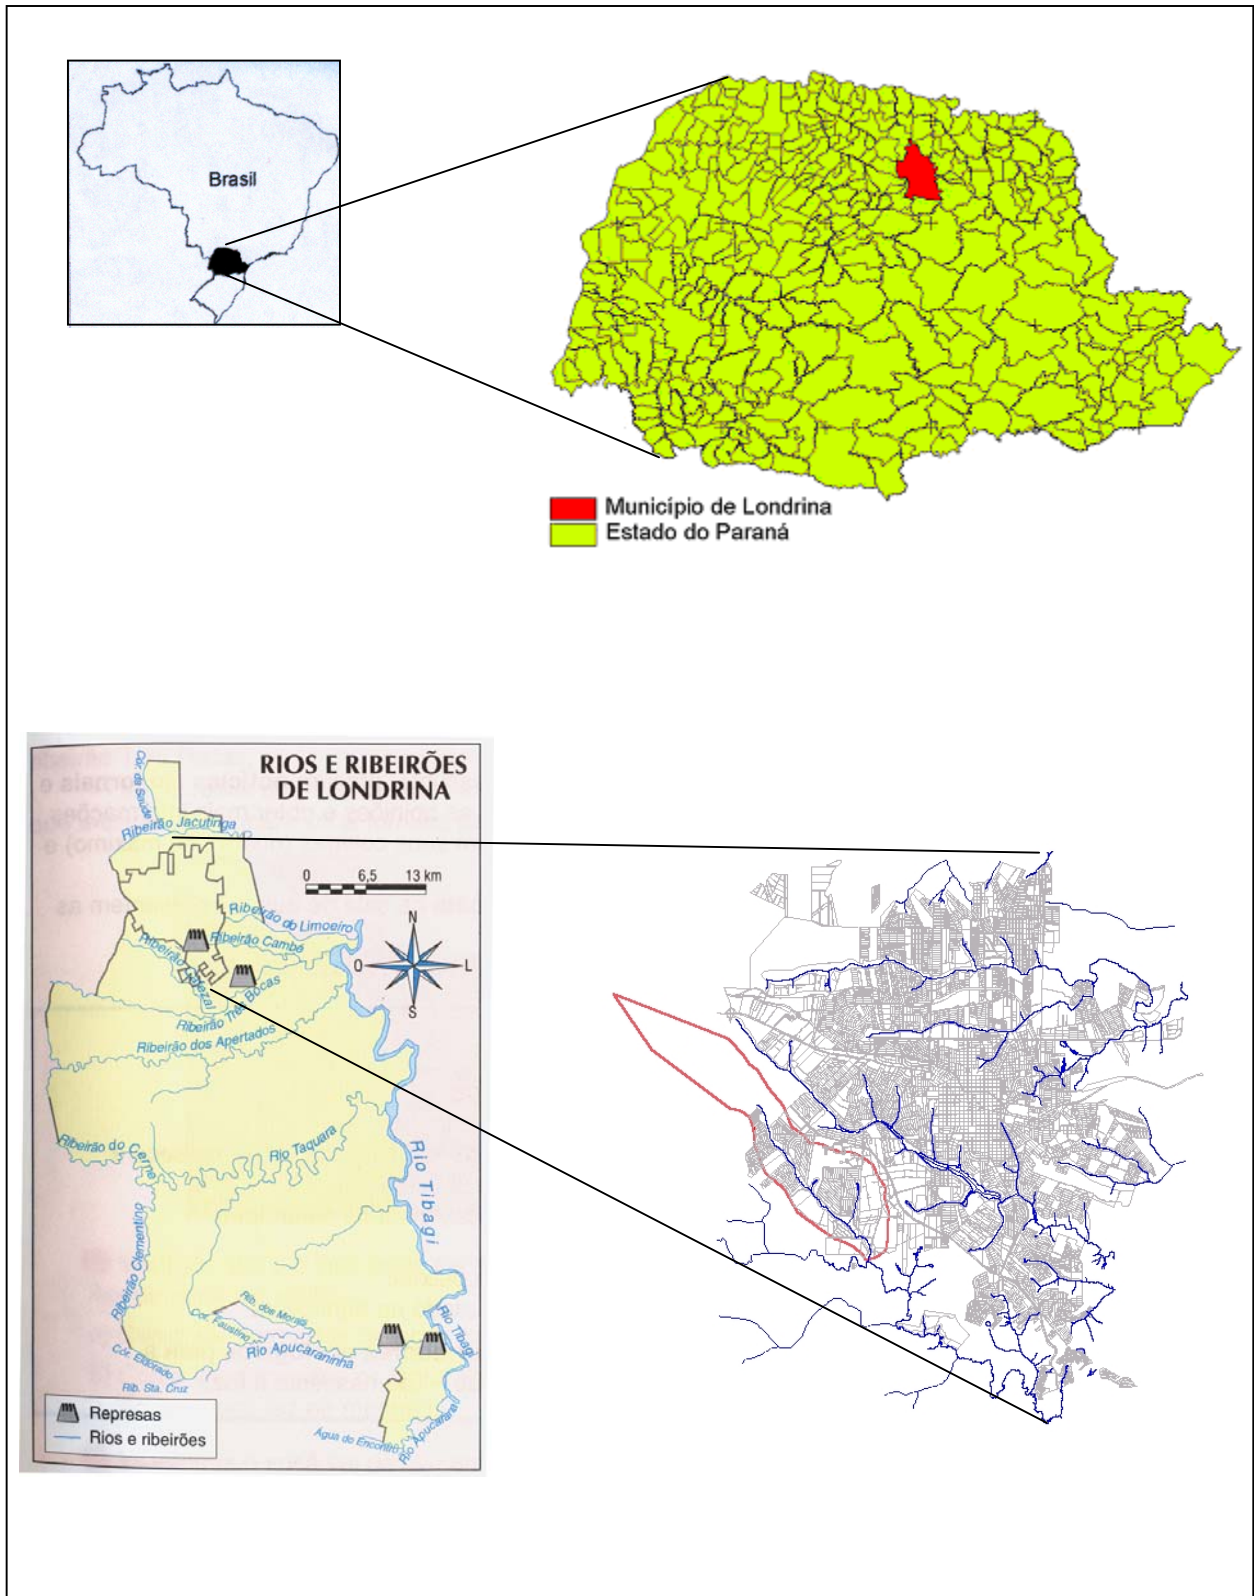 Brasil
Município de Londrina
Estado do Paraná
RIOS E RIBEIRÕES
DE LONDRINA
Cór. da Saúde
Ribeirão Jacutinga
0 6,5 13 km
Ribeirão do Limoeiro
Ribeirão Cambé
N
O
L
S
Ribeirão Três Bocas
Ribeirão dos Apertados
Ribeirão do Cerne
Rio Taquara
Rio Tibagi
Ribeirão Clementino
Rib. dos Morais
Cor. Faustino
Rio Tibagi
Rio Apucaraninha
Cór. Eldorado
Rib. Sta. Cruz
Represas
Rios e ribeirões
Água do Encontro